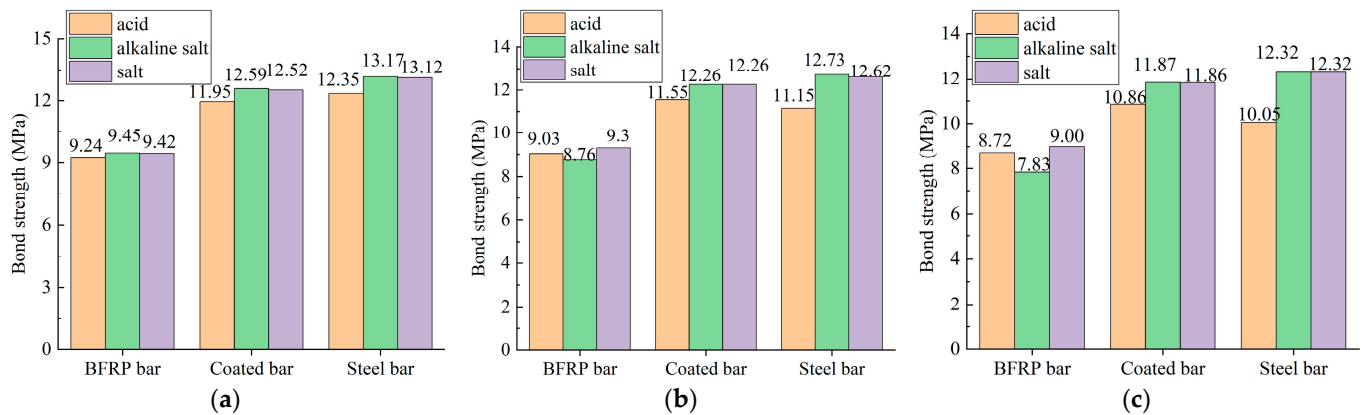 acid
alkaline salt
salt
Bond strength (MPa)
15
12
9
6
3
0
9.24
9.45
9.42
11.95
12.59
12.52
12.35
13.17
13.12
BFRP bar
Coated bar
Steel bar
(a)
acid
alkaline salt
salt
Bond strength (MPa)
14
12
10
8
6
4
2
0
9.03
8.76
9.3
11.55
12.26
12.26
11.15
12.73
12.62
BFRP bar
Coated bar
Steel bar
(b)
acid
alkaline salt
salt
Bond strength (MPa)
14
12
10
8
6
4
2
0
8.72
7.83
9.00
10.86
11.87
11.86
10.05
12.32
12.32
BFRP bar
Coated bar
Steel bar
(c)